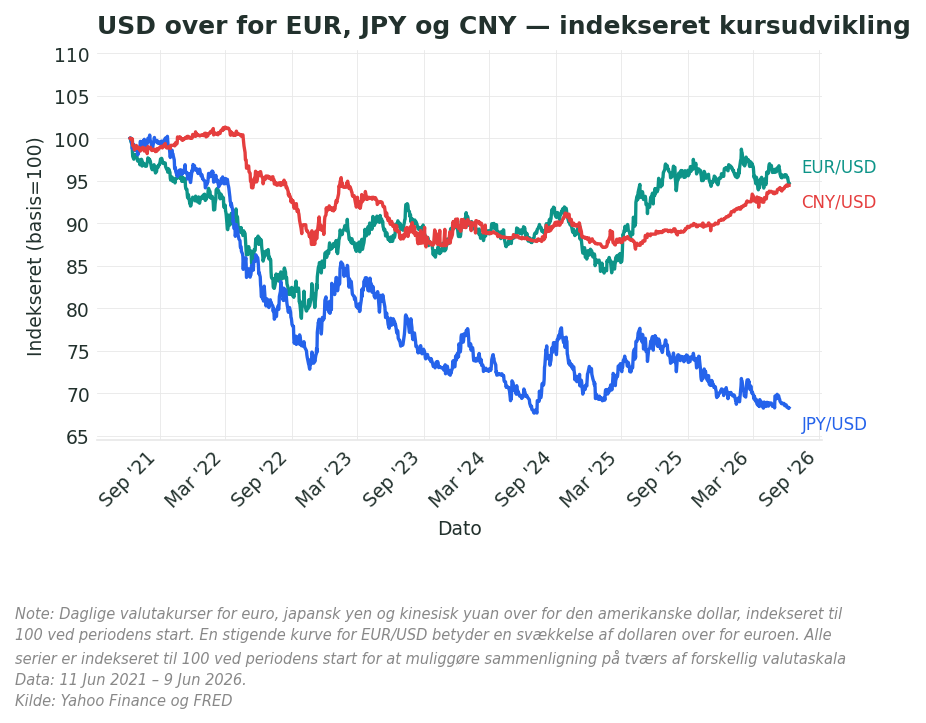 USD over for EUR, JPY og CNY — indekseret kursudvikling
110
105
100
95
90
85
80
75
70
65
Indekseret (basis=100)
EUR/USD
CNY/USD
JPY/USD
Sep '21
Mar '22
Sep '22
Mar '23
Sep '23
Mar '24
Sep '24
Mar '25
Sep '25
Mar '26
Sep '26
Dato
Note: Daglige valutakurser for euro, japansk yen og kinesisk yuan over for den amerikanske dollar, indekseret til
100 ved periodens start. En stigende kurve for EUR/USD betyder en svækkelse af dollaren over for euroen. Alle
serier er indekseret til 100 ved periodens start for at muliggøre sammenligning på tværs af forskellig valutaskala
Data: 11 Jun 2021 – 9 Jun 2026.
Kilde: Yahoo Finance og FRED